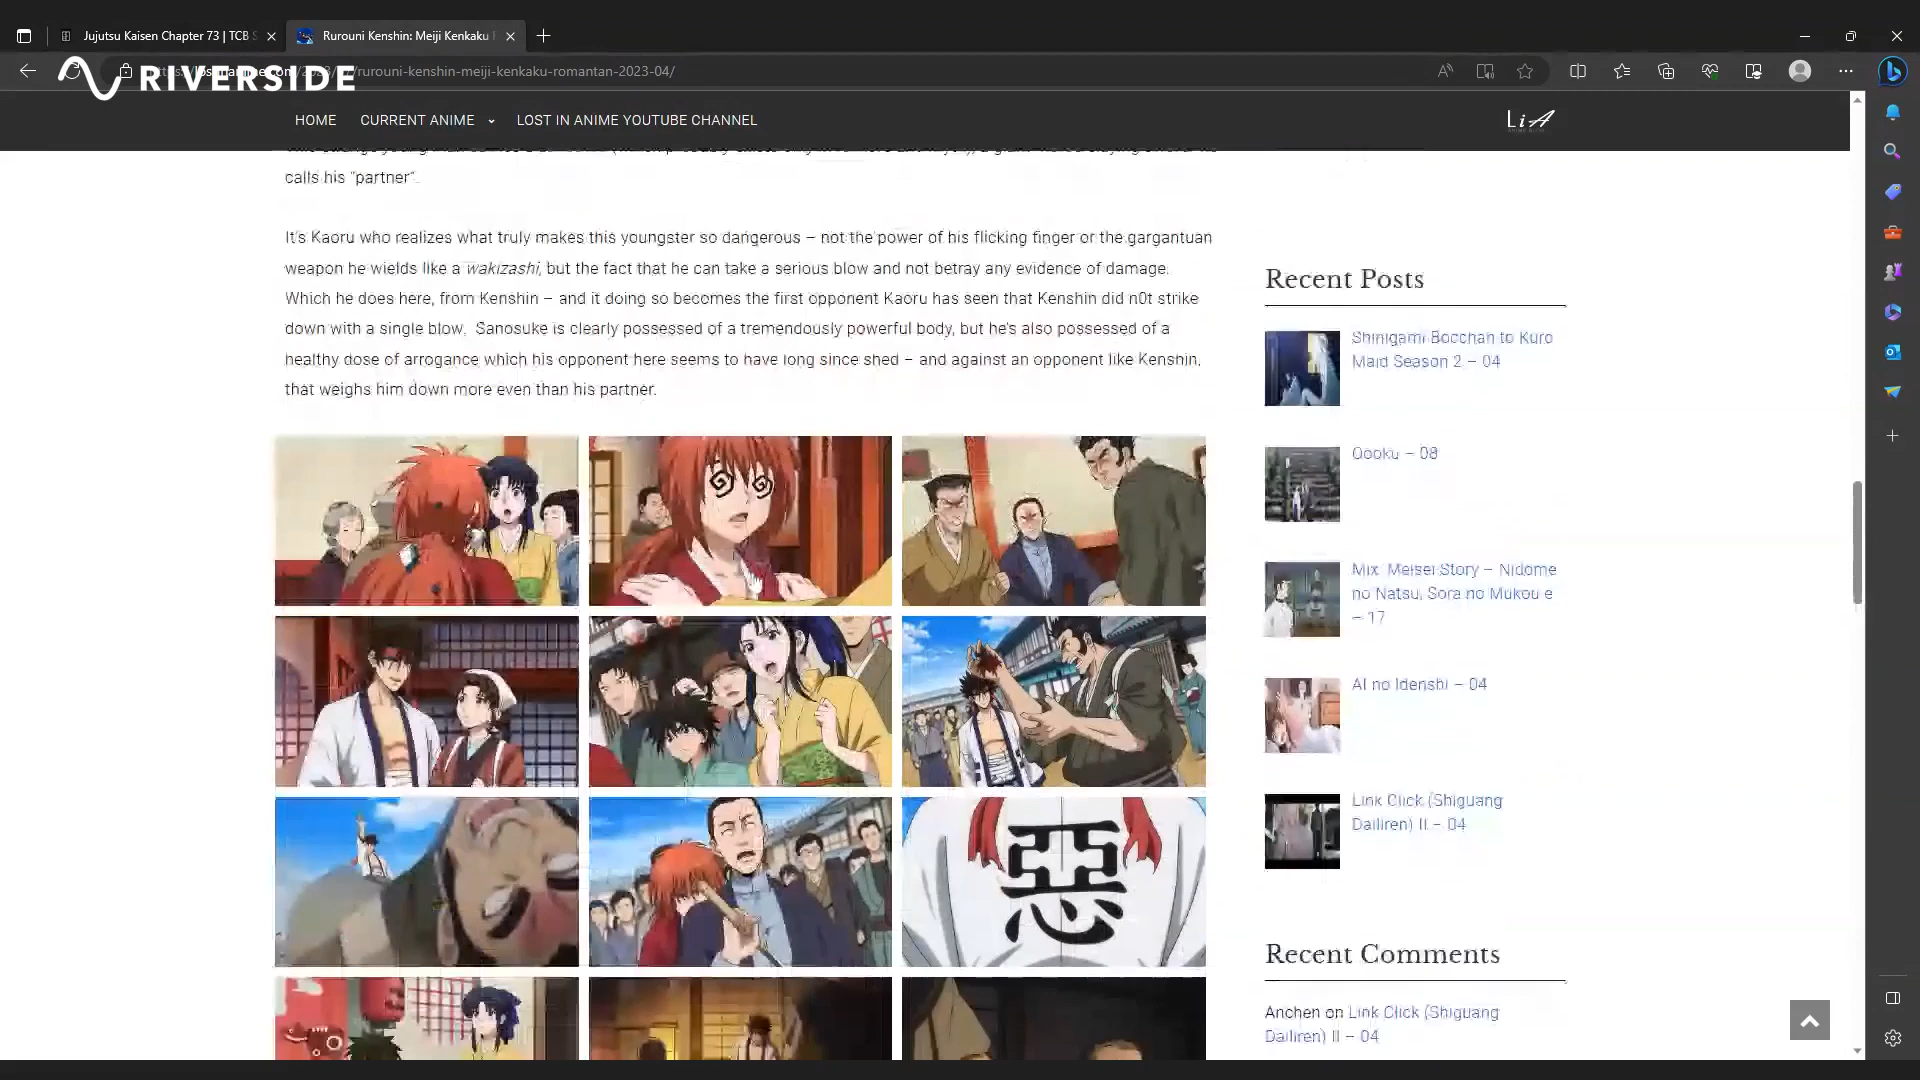 Jujutsu Kaisen Chapter 73 | TCB S
Rurouni Kenshin: Meiji Kenkaku
/rurouni-kenshin-meiji-kenkaku-romantan-2023-04/
RIVERSIDE
HOME
CURRENT ANIME
LOST IN ANIME YOUTUBE CHANNEL
LiA
calls his “partner”.
It’s Kaoru who realizes what truly makes this youngster so dangerous – not the power of his flicking finger or the gargantuan
weapon he wields like a wakizashi, but the fact that he can take a serious blow and not betray any evidence of damage.
Which he does here, from Kenshin – and it doing so becomes the first opponent Kaoru has seen that Kenshin did n0t strike
down with a single blow. Sanosuke is clearly possessed of a tremendously powerful body, but he’s also possessed of a
healthy dose of arrogance which his opponent here seems to have long since shed – and against an opponent like Kenshin,
that weighs him down more even than his partner.
惡
Recent Posts
Shinigami Bocchan to Kuro
Maid Season 2 – 04
Oooku – 08
Mix: Meisei Story – Nidome
no Natsu, Sora no Mukou e
– 17
AI no Idenshi – 04
Link Click (Shiguang
Dailiren) II – 04
Recent Comments
Anchen on Link Click (Shiguang
Dailiren) II – 04